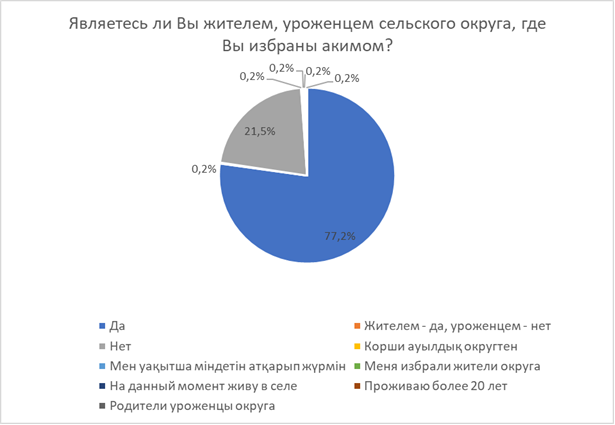 Являетесь ли Вы жителем, уроженцем сельского округа, где
Вы избраны акимом?
0,2%
0,2%
0,2%
0,2%
21,5%
0,2%
77,2%
Да
Жителем - да, уроженцем - нет
Нет
Корши ауылдық округтен
Мен уақытша міндетін атқарып жүрмін
Меня избрали жители округа
На данный момент живу в селе
Проживаю более 20 лет
Родители уроженцы округа